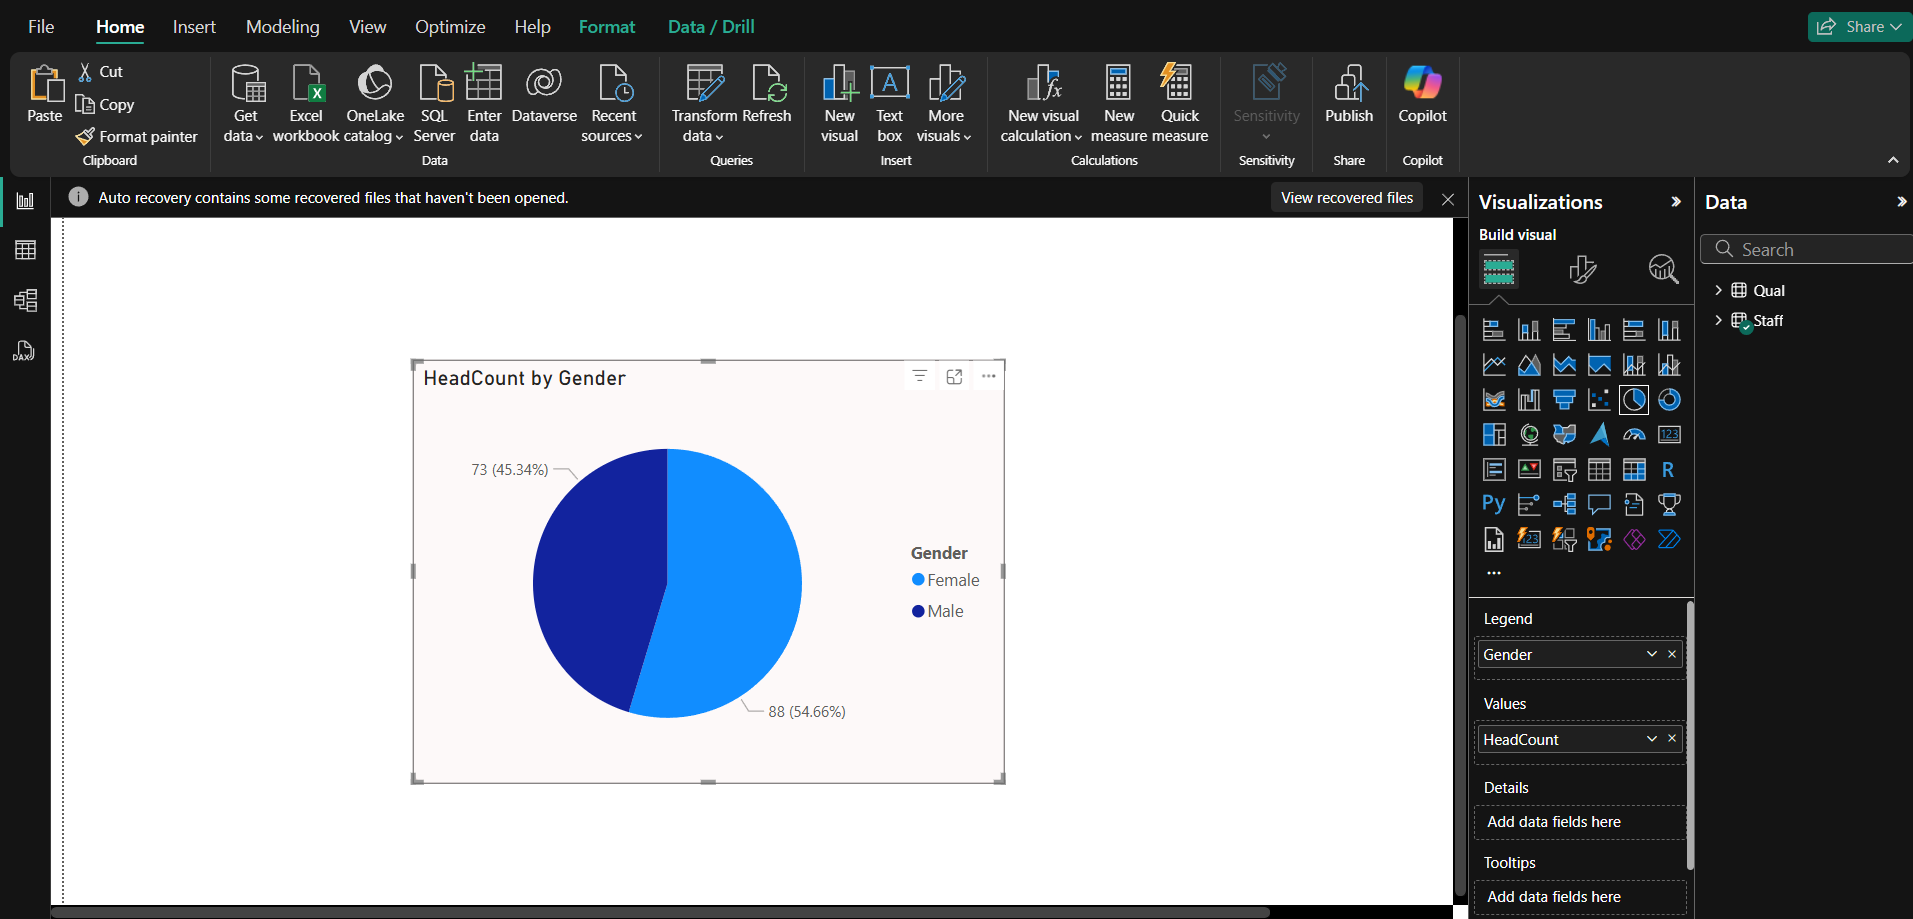 File Home Insert Modeling View Optimize Help Format Data / Drill Share
Paste
Cut
Copy
Format painter
Clipboard
Get data
Excel workbook
OneLake catalog
SQL Server
Enter data
Dataverse
Recent sources
Data
Transform data
Refresh
Queries
New visual
Text box
More visuals
Insert
New visual calculation
New measure
Quick measure
Calculations
Sensitivity
Sensitivity
Publish
Share
Copilot
Copilot
DAX
Auto recovery contains some recovered files that haven't been opened. View recovered files
HeadCount by Gender
73 (45.34%)
88 (54.66%)
Gender
Female
Male
Visualizations
Build visual
123
R
Py
123
Legend
Gender
Values
HeadCount
Details
Add data fields here
Tooltips
Add data fields here
Data
Search
Qual
Staff